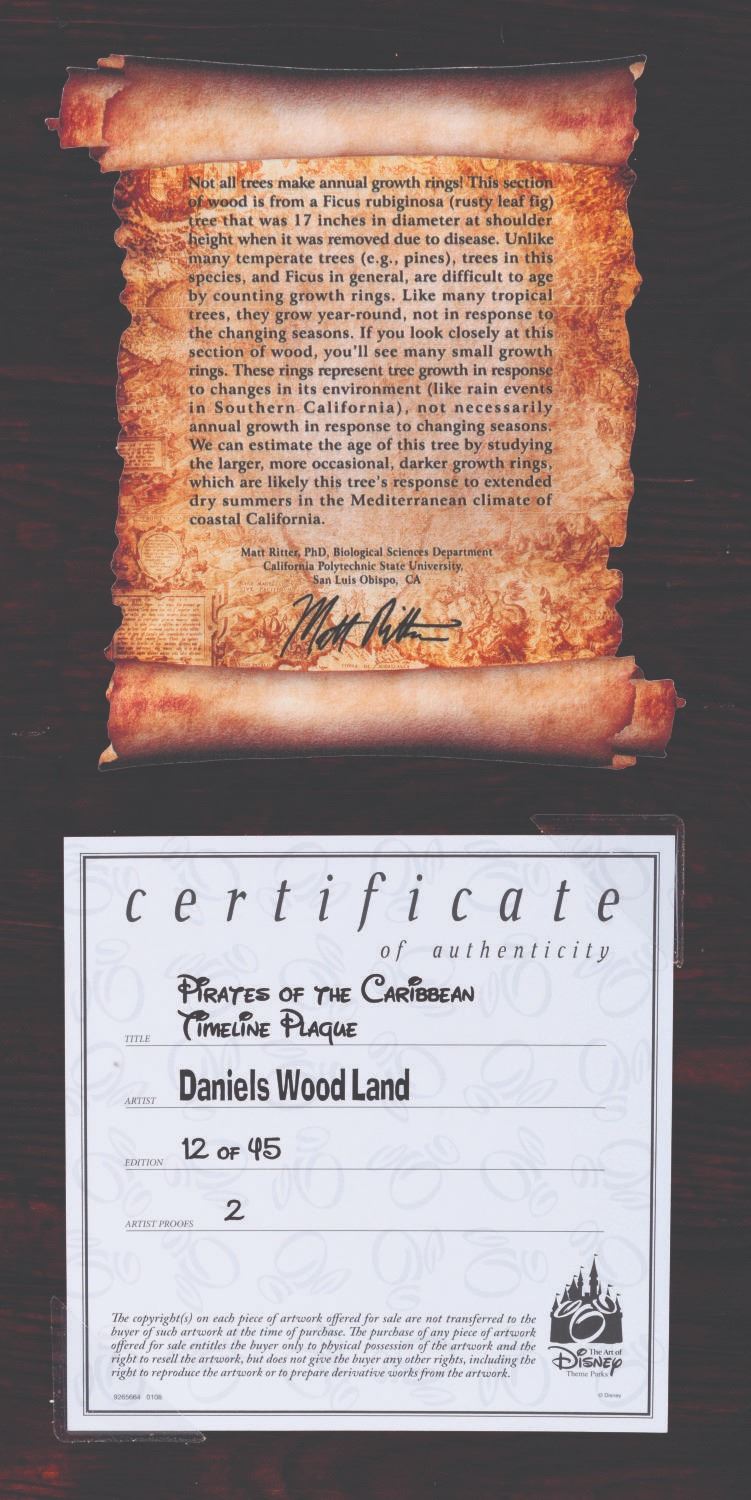 Not all trees make annual growth rings! This section
of wood is from a Ficus rubiginosa (rusty leaf fig)
tree that was 17 inches in diameter at shoulder
height when it was removed due to disease. Unlike
many temperate trees (e.g., pines), trees in this
species, and Ficus in general, are difficult to age
by counting growth rings. Like many tropical
trees, they grow year-round, not in response to
the changing seasons. If you look closely at this
section of wood, you'll see many small growth
rings. These rings represent tree growth in response
to changes in its environment (like rain events
in Southern California), not necessarily
annual growth in response to changing seasons.
We can estimate the age of this tree by studying
the larger, more occasional, darker growth rings,
which are likely this tree's response to extended
dry summers in the Mediterranean climate of
coastal California.
Matt Ritter, PhD, Biological Sciences Department
California Polytechnic State University,
San Luis Obispo, CA
Matt Ritter
certificate
of authenticity
TITLE Pirates of the Caribbean
Timeline Plaque
ARTIST Daniels Wood Land
EDITION 12 of 45
ARTIST PROOFS 2
The copyright(s) on each piece of artwork offered for sale are not transferred to the
buyer of such artwork at the time of purchase. The purchase of any piece of artwork
offered for sale entitles the buyer only to physical possession of the artwork and the
right to resell the artwork, but does not give the buyer any other rights, including the
right to reproduce the artwork or to prepare derivative works from the artwork.
The Art of
Disney
Theme Parks
9265664 0108
© Disney